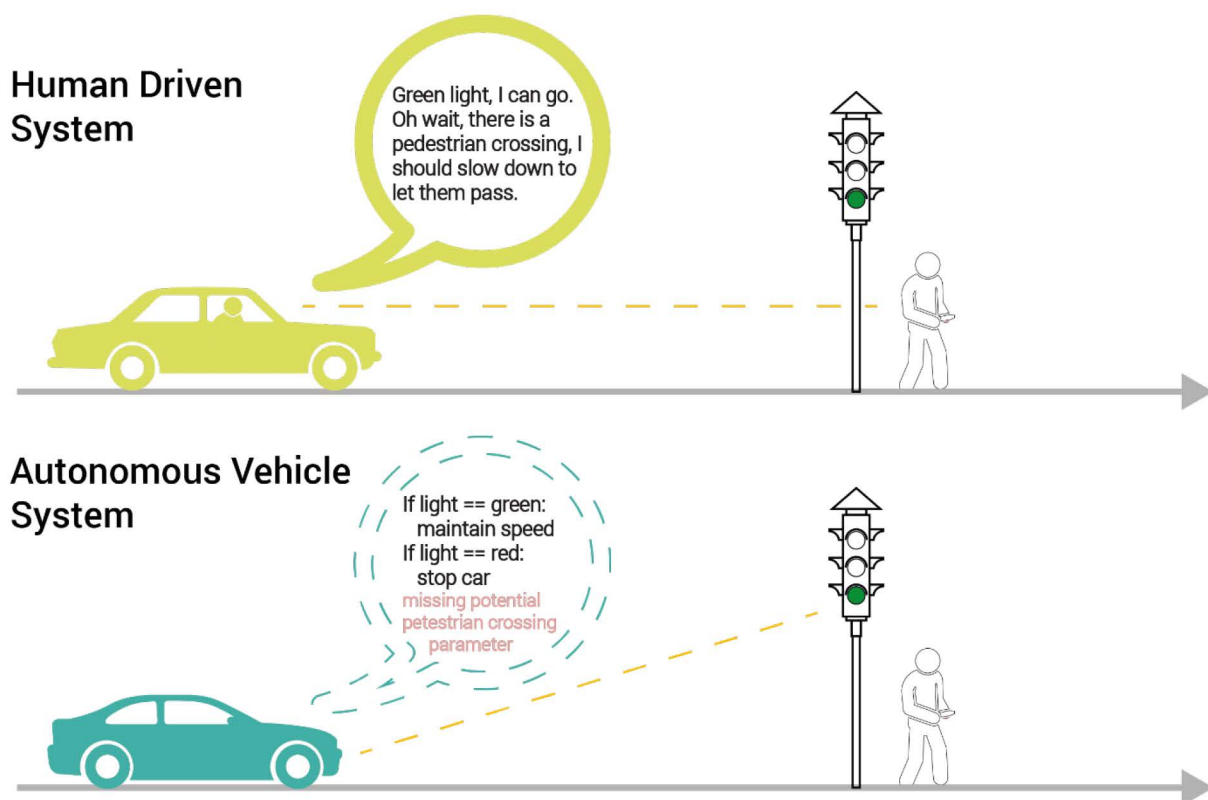 Human Driven
System
Green light, I can go.
Oh wait, there is a
pedestrian crossing, I
should slow down to
let them pass.
Autonomous Vehicle
System
If light == green:
maintain speed
If light == red:
stop car
missing potential
petestrian crossing
parameter